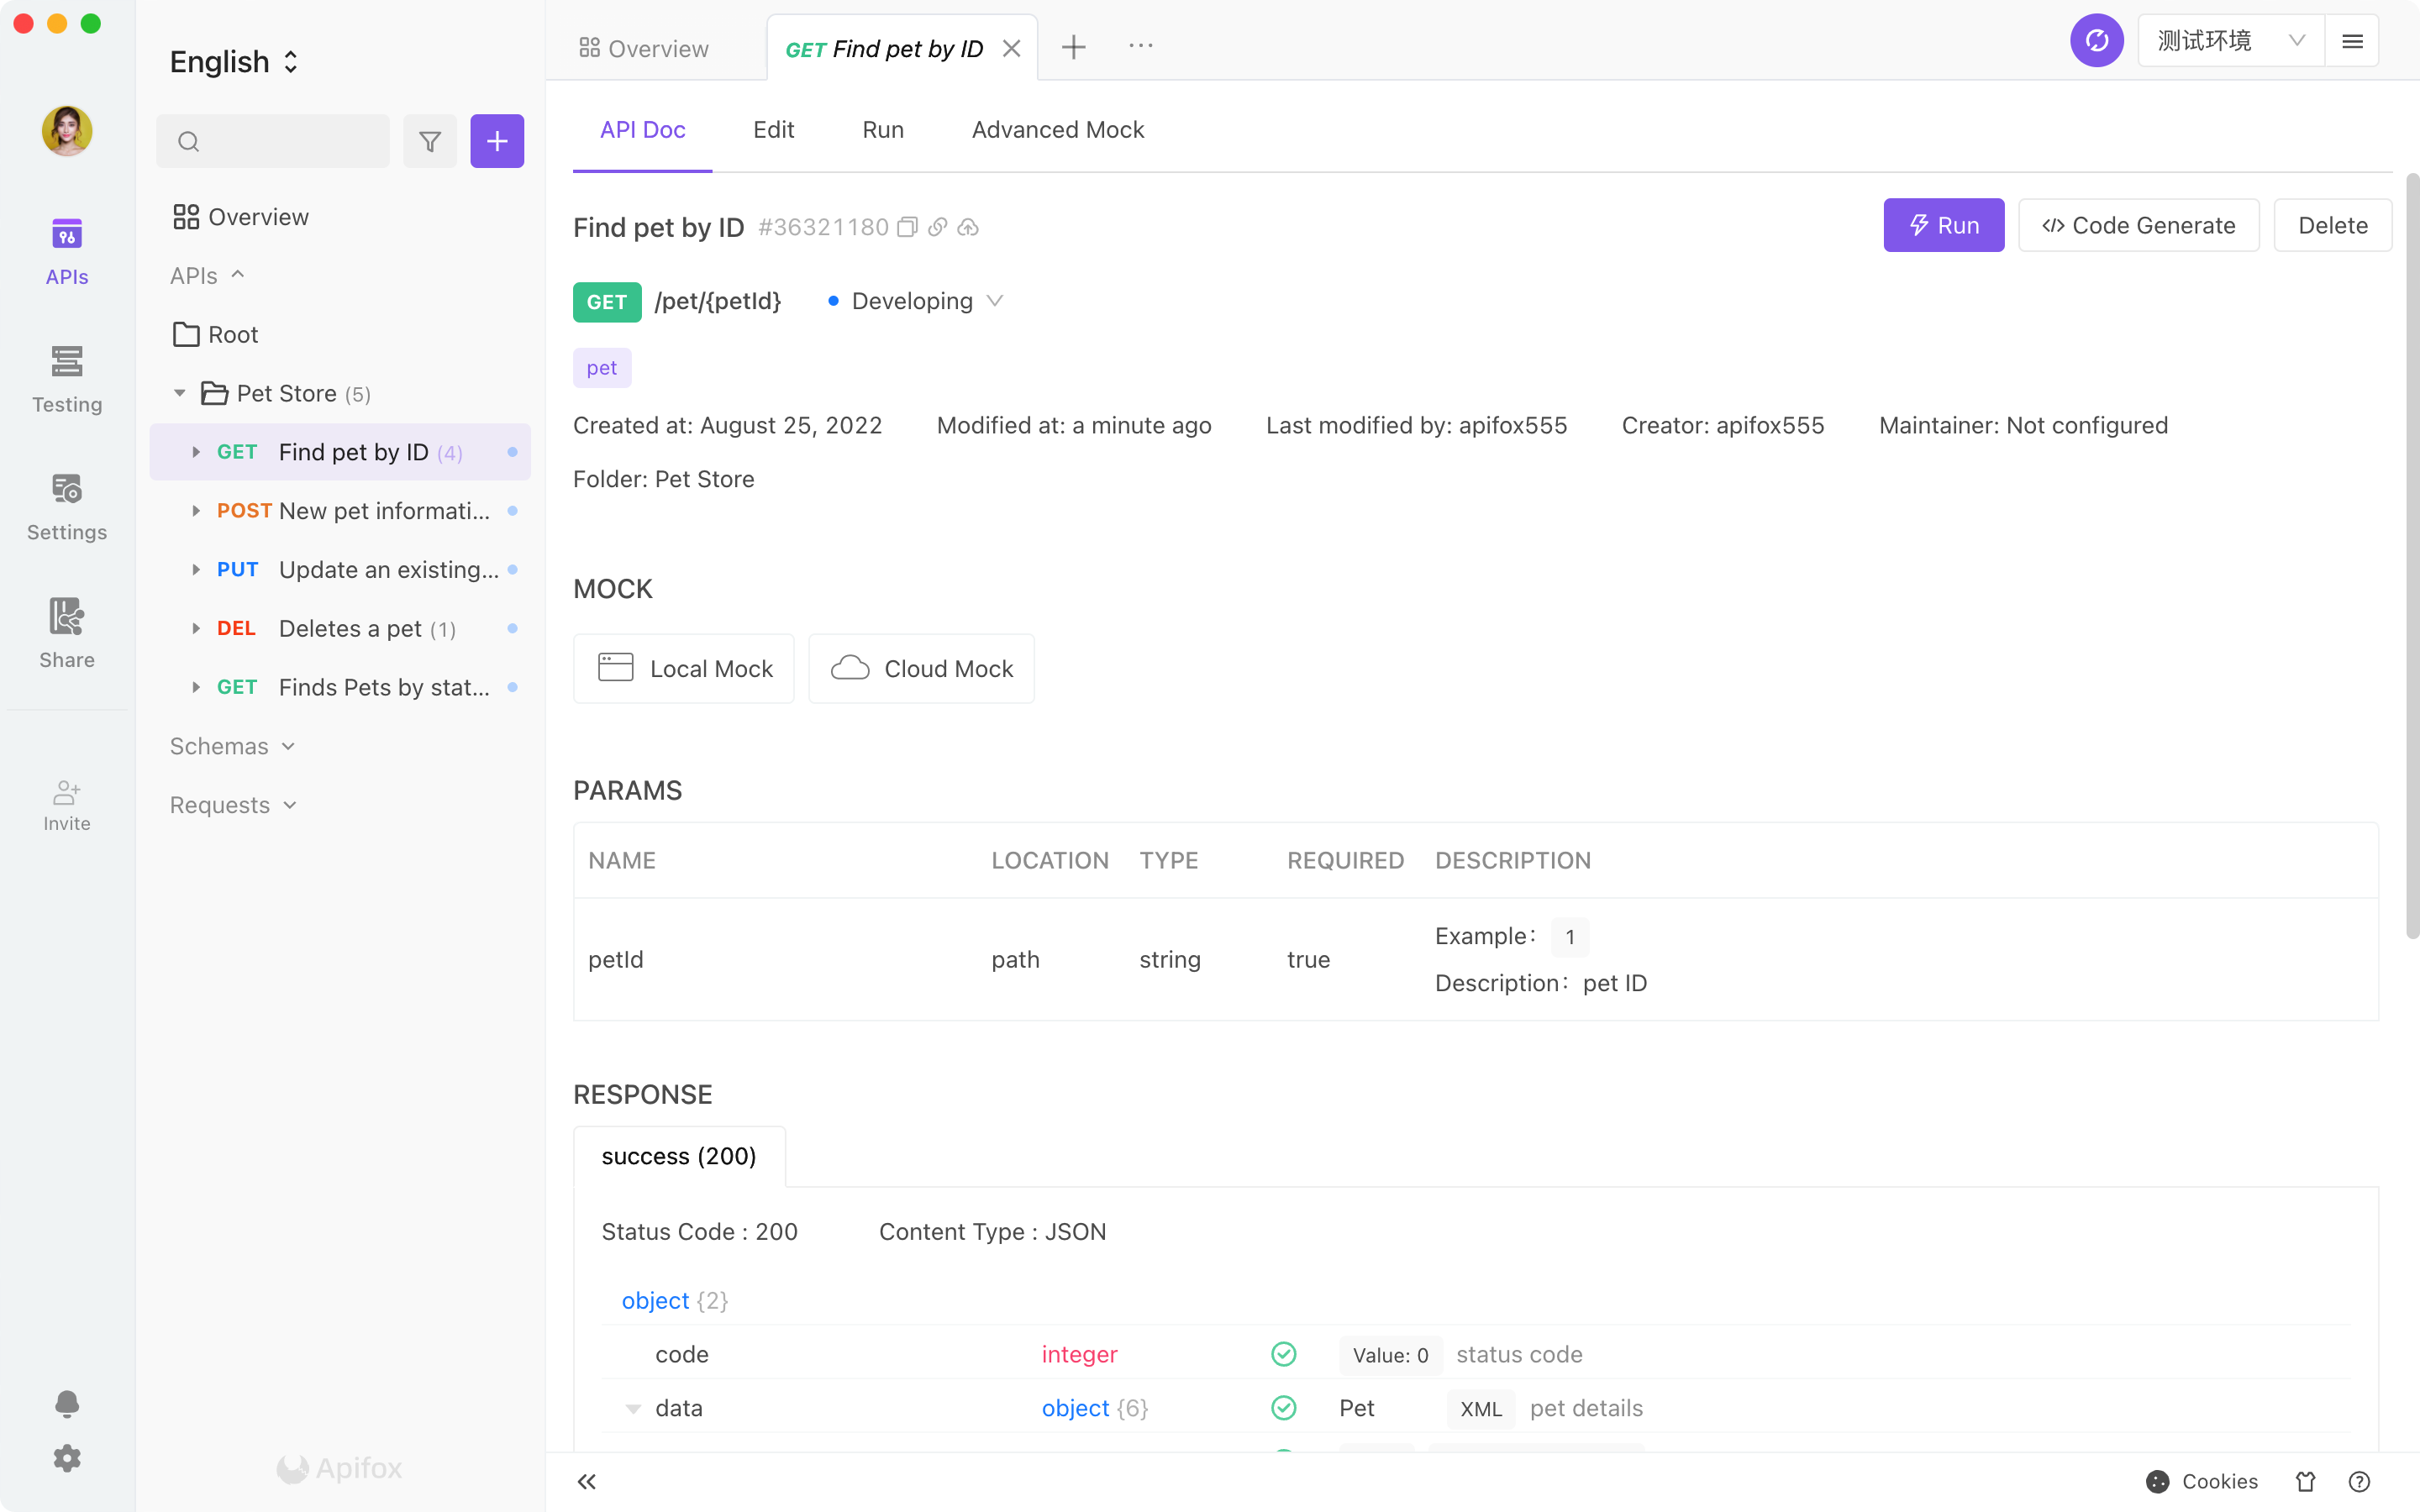 English
Overview
GET Find pet by ID
测试环境
API Doc
Edit
Run
Advanced Mock
APIs
Testing
Settings
Share
Invite
Overview
APIs
Root
Pet Store (5)
GET Find pet by ID (4)
POST New pet informati...
PUT Update an existing...
DEL Deletes a pet (1)
GET Finds Pets by stat...
Schemas
Requests
Apifox
Find pet by ID #36321180
Run
Code Generate
Delete
GET /pet/{petId}
Developing
pet
Created at: August 25, 2022
Modified at: a minute ago
Last modified by: apifox555
Creator: apifox555
Maintainer: Not configured
Folder: Pet Store
MOCK
Local Mock
Cloud Mock
PARAMS
NAME LOCATION TYPE REQUIRED DESCRIPTION
petId path string true
Example： 1
Description： pet ID
RESPONSE
success (200)
Status Code : 200
Content Type : JSON
object {2}
code integer Value: 0 status code
data object {6} Pet XML pet details
Cookies